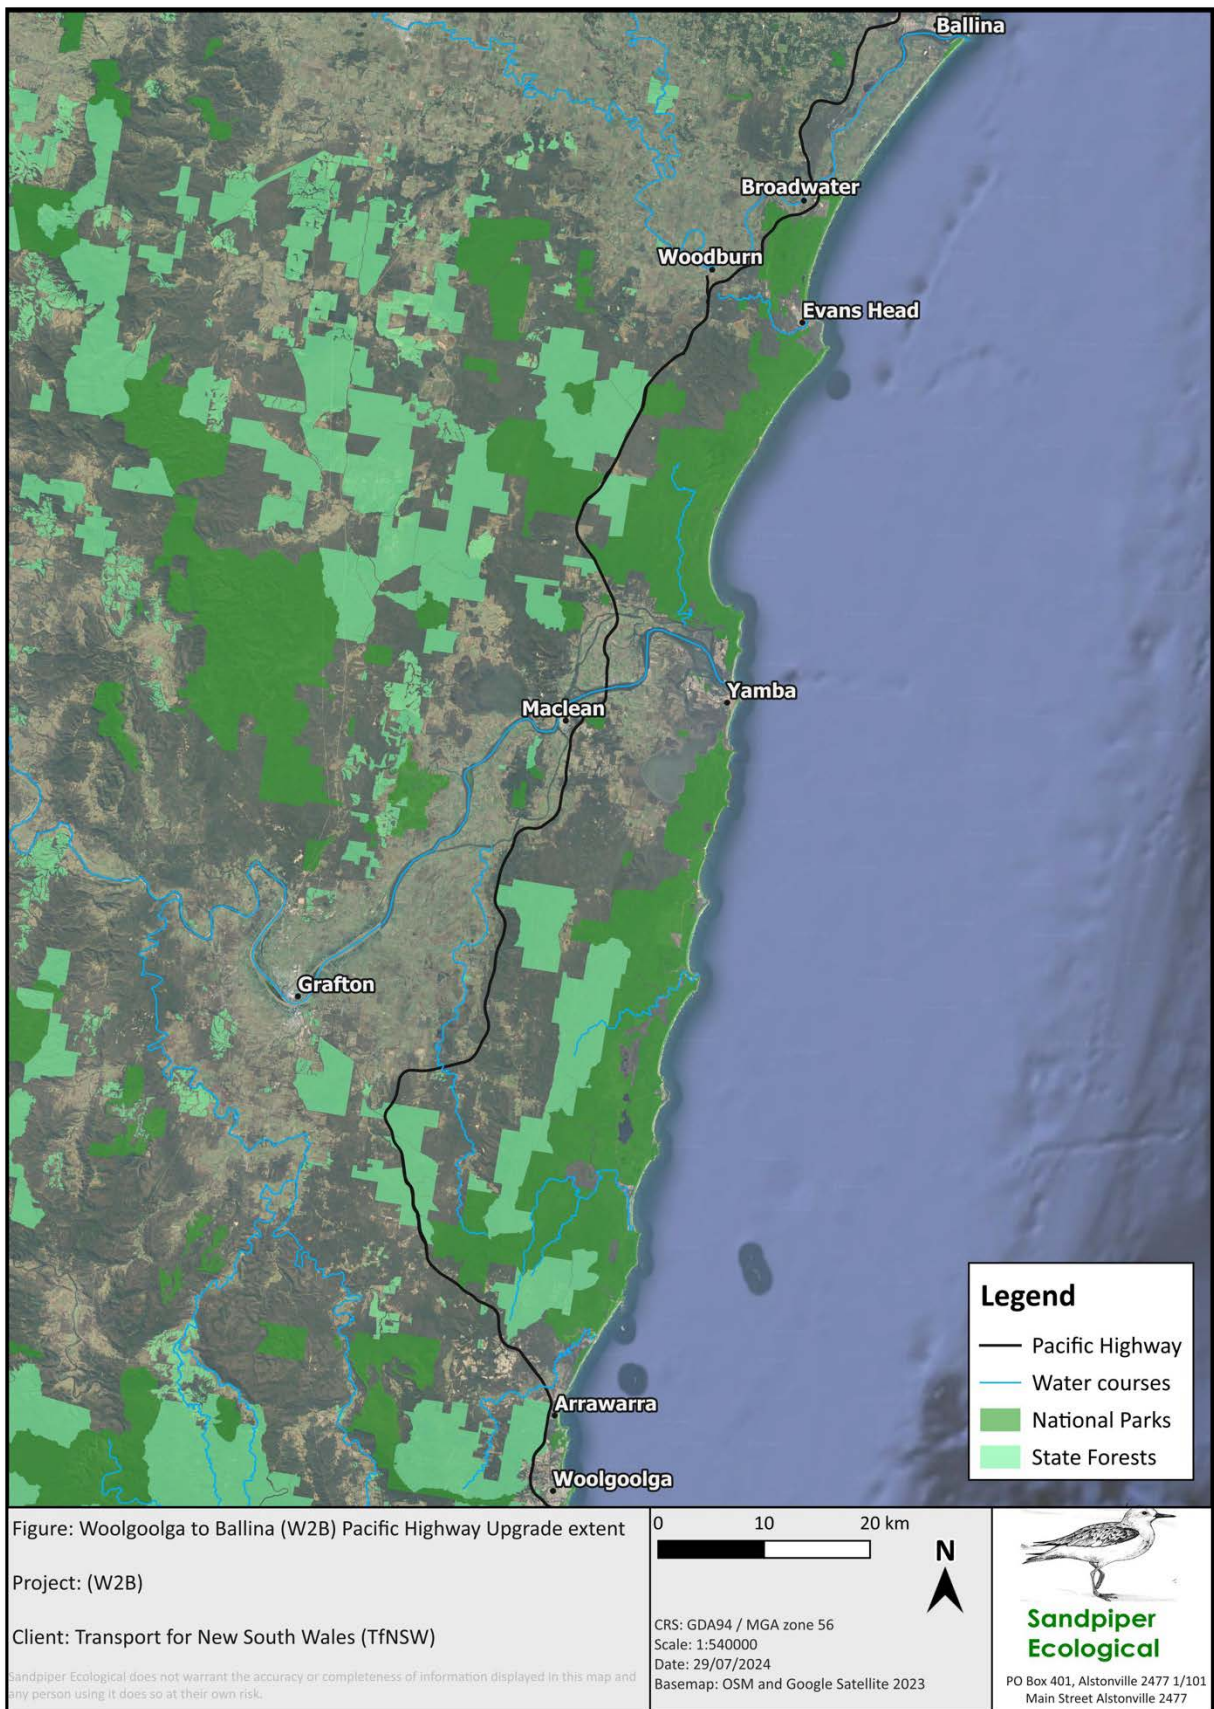 Ballina
Broadwater
Woodburn
Evans Head
Yamba
Maclean
Grafton
Arrawarra
Woolgoolga
Legend
Pacific Highway
Water courses
National Parks
State Forests
Figure: Woolgoolga to Ballina (W2B) Pacific Highway Upgrade extent
Project: (W2B)
Client: Transport for New South Wales (TfNSW)
Sandpiper Ecological does not warrant the accuracy or completeness of information displayed in this map and
any person using it does so at their own risk.
0 10 20 km
N
CRS: GDA94 / MGA zone 56
Scale: 1:540000
Date: 29/07/2024
Basemap: OSM and Google Satellite 2023
Sandpiper
Ecological
PO Box 401, Alstonville 2477 1/101
Main Street Alstonville 2477